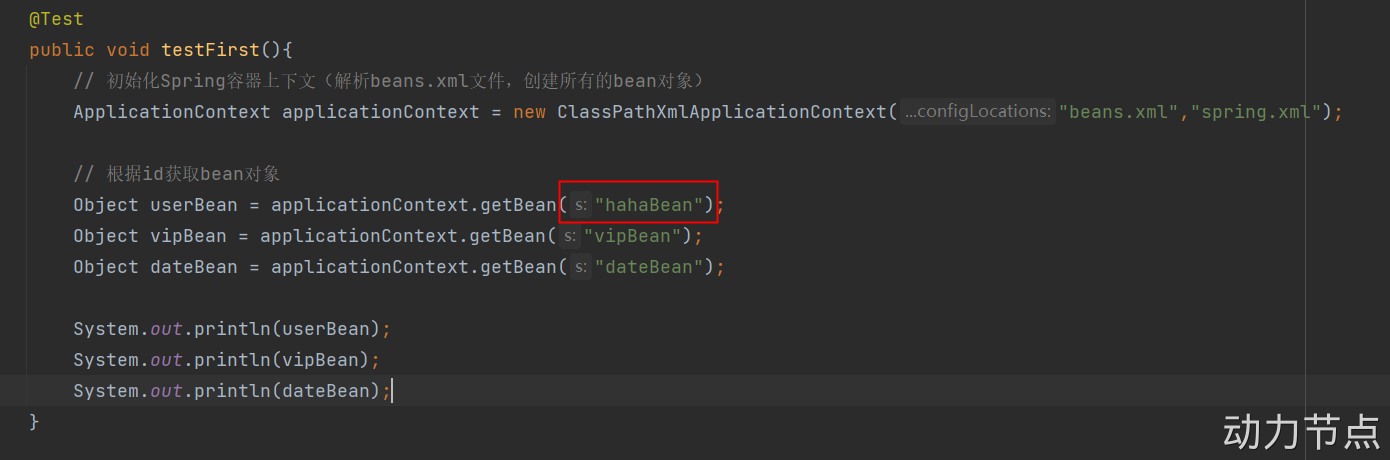 @Test
public void testFirst(){
// 初始化Spring容器上下文（解析beans.xml文件，创建所有的bean对象）
ApplicationContext applicationContext = new ClassPathXmlApplicationContext( ...configLocations: "beans.xml","spring.xml");
// 根据id获取bean对象
Object userBean = applicationContext.getBean( s: "hahaBean");
Object vipBean = applicationContext.getBean( s: "vipBean");
Object dateBean = applicationContext.getBean( s: "dateBean");
System.out.println(userBean);
System.out.println(vipBean);
System.out.println(dateBean);
}
动力节点